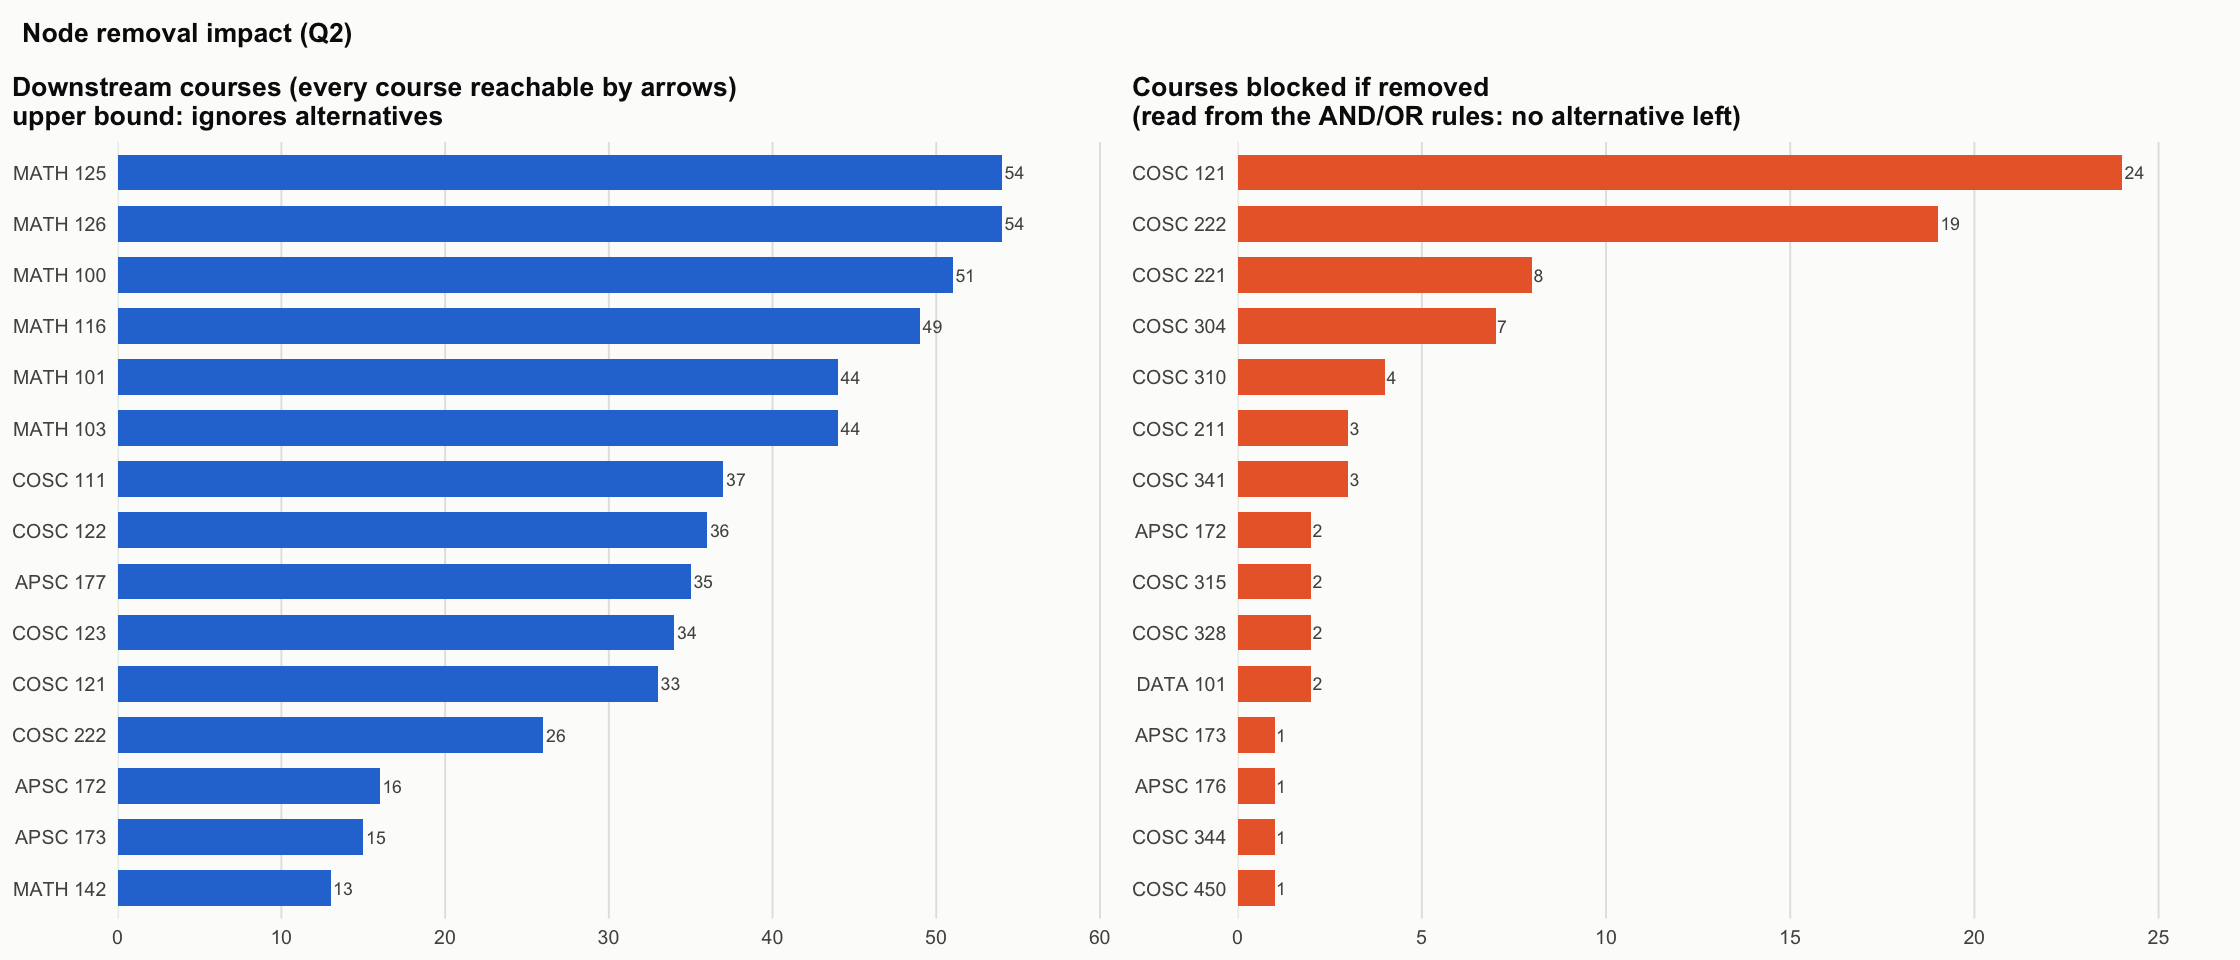 Node removal impact (Q2)
Downstream courses (every course reachable by arrows)
upper bound: ignores alternatives
MATH 125 54
MATH 126 54
MATH 100 51
MATH 116 49
MATH 101 44
MATH 103 44
COSC 111 37
COSC 122 36
APSC 177 35
COSC 123 34
COSC 121 33
COSC 222 26
APSC 172 16
APSC 173 15
MATH 142 13
0 10 20 30 40 50 60
Courses blocked if removed
(read from the AND/OR rules: no alternative left)
COSC 121 24
COSC 222 19
COSC 221 8
COSC 304 7
COSC 310 4
COSC 211 3
COSC 341 3
APSC 172 2
COSC 315 2
COSC 328 2
DATA 101 2
APSC 173 1
APSC 176 1
COSC 344 1
COSC 450 1
0 5 10 15 20 25